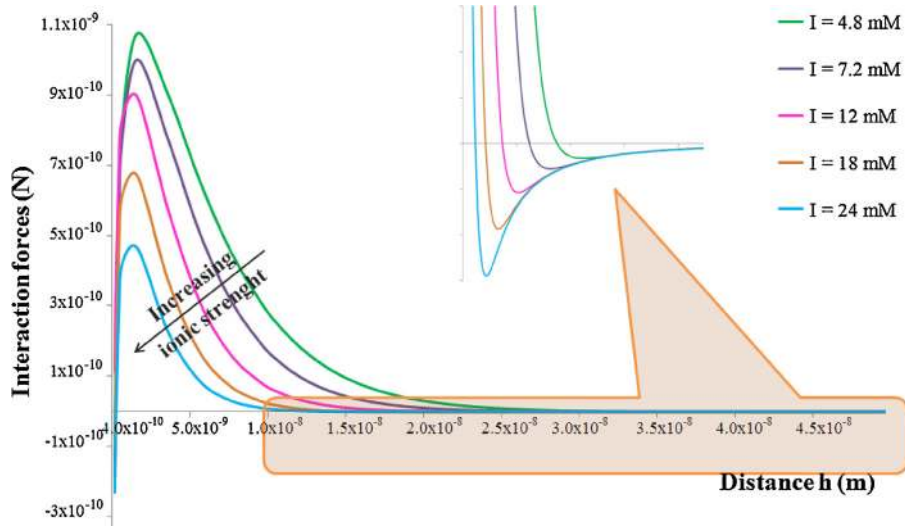 1.1x10⁻⁹
9x10⁻¹⁰
7x10⁻¹⁰
5x10⁻¹⁰
3x10⁻¹⁰
1x10⁻¹⁰
-1x10⁻¹⁰
-3x10⁻¹⁰
Interaction forces (N)
Increasing
ionic strenght
I = 4.8 mM
I = 7.2 mM
I = 12 mM
I = 18 mM
I = 24 mM
4.0x10⁻¹⁰ 5.0x10⁻⁹ 1.0x10⁻⁸ 1.5x10⁻⁸ 2.0x10⁻⁸ 2.5x10⁻⁸ 3.0x10⁻⁸ 3.5x10⁻⁸ 4.0x10⁻⁸ 4.5x10⁻⁸
Distance h (m)